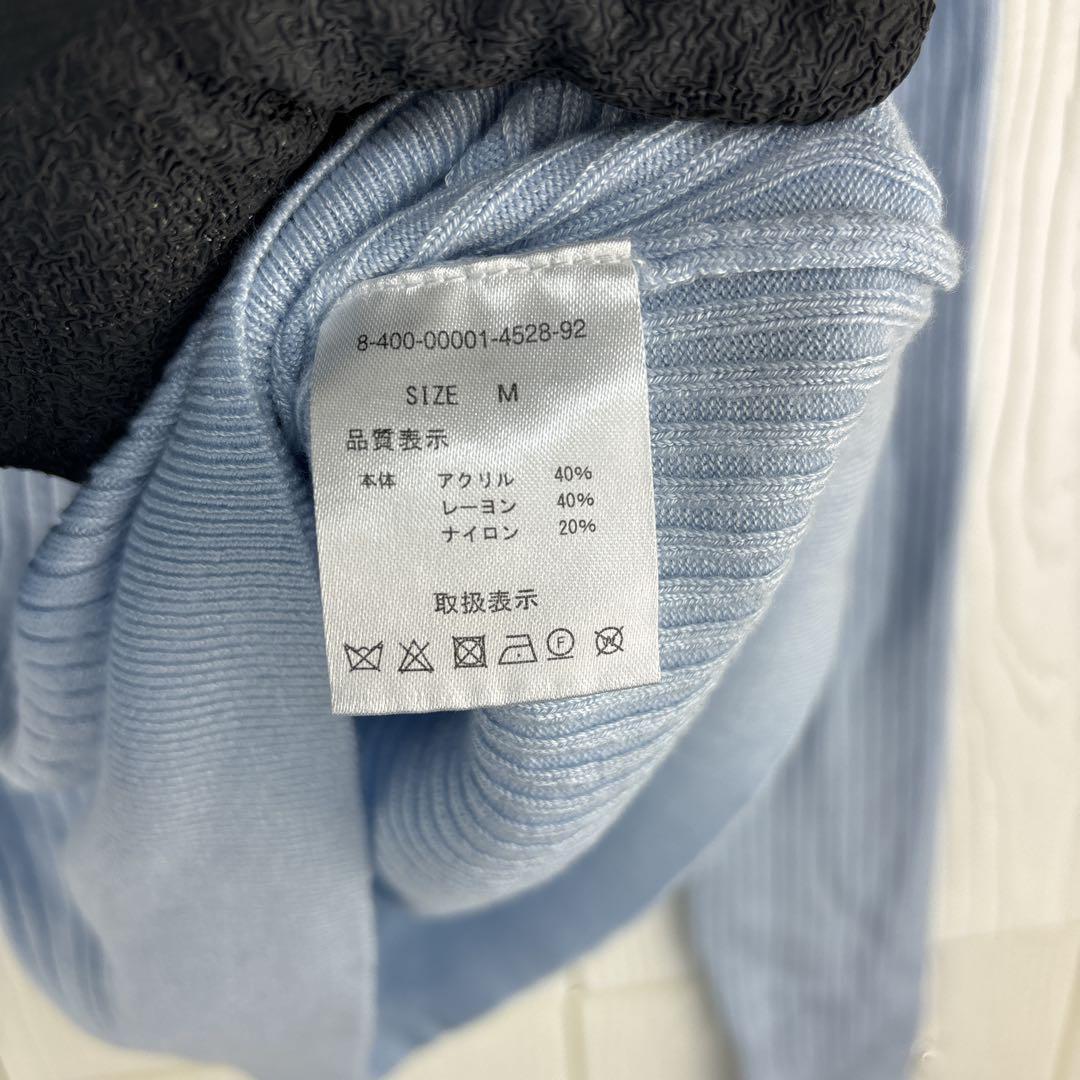 8-400-00001-4528-92
SIZE M
品質表示
本体 アクリル 40%
レーヨン 40%
ナイロン 20%
取扱表示
F W